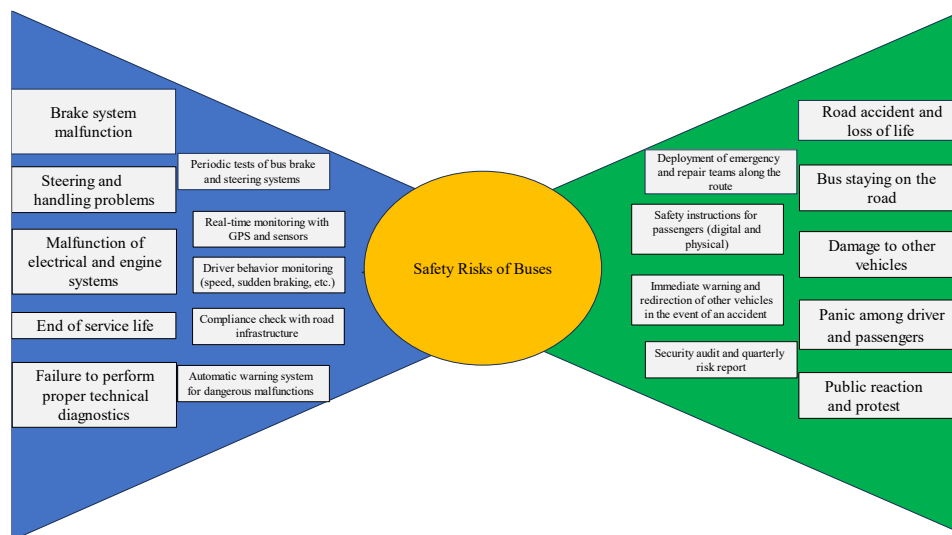 Brake system
malfunction
Steering and
handling problems
Malfunction of
electrical and engine
systems
End of service life
Failure to perform
proper technical
diagnostics
Periodic tests of bus brake
and steering systems
Real-time monitoring with
GPS and sensors
Driver behavior monitoring
(speed, sudden braking, etc.)
Compliance check with road
infrastructure
Automatic warning system
for dangerous malfunctions
Safety Risks of Buses
Deployment of emergency
and repair teams along the
route
Safety instructions for
passengers (digital and
physical)
Immediate warning and
redirection of other vehicles
in the event of an accident
Security audit and quarterly
risk report
Road accident and
loss of life
Bus staying on the
road
Damage to other
vehicles
Panic among driver
and passengers
Public reaction
and protest